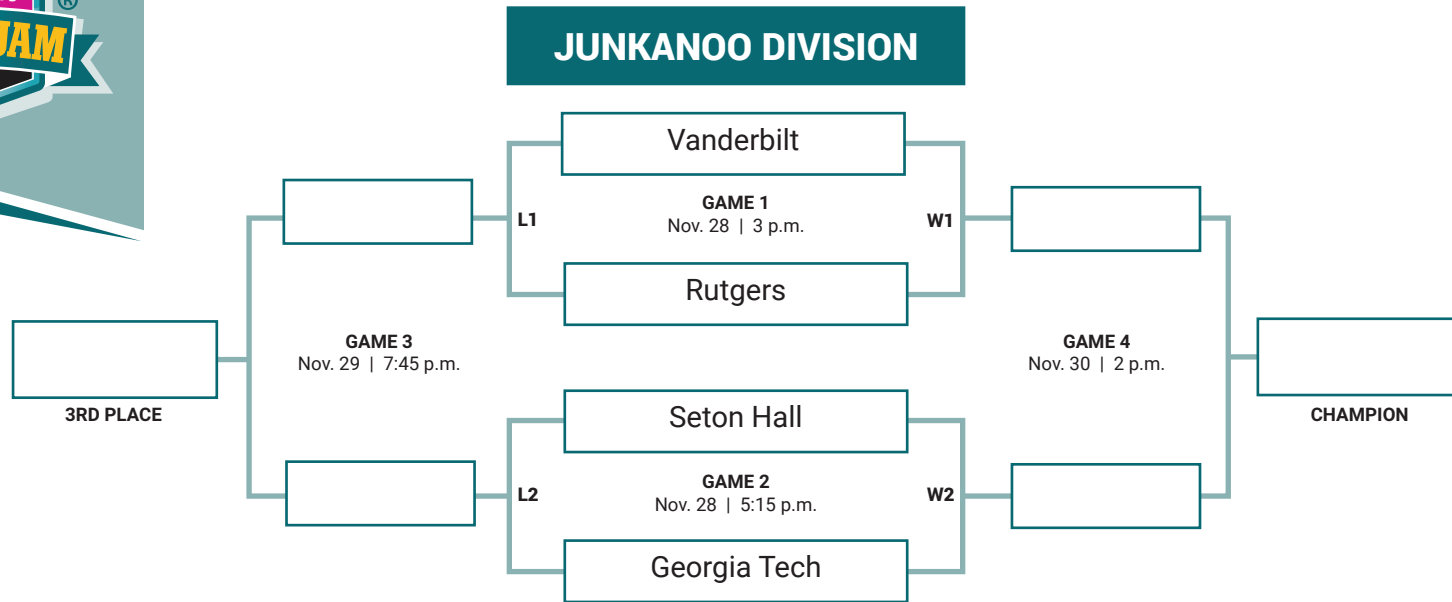 JAM
®
JUNKANOO DIVISION
Vanderbilt
GAME 1
Nov. 28 | 3 p.m.
L1
W1
Rutgers
GAME 3
Nov. 29 | 7:45 p.m.
GAME 4
Nov. 30 | 2 p.m.
3RD PLACE
CHAMPION
Seton Hall
GAME 2
Nov. 28 | 5:15 p.m.
L2
W2
Georgia Tech